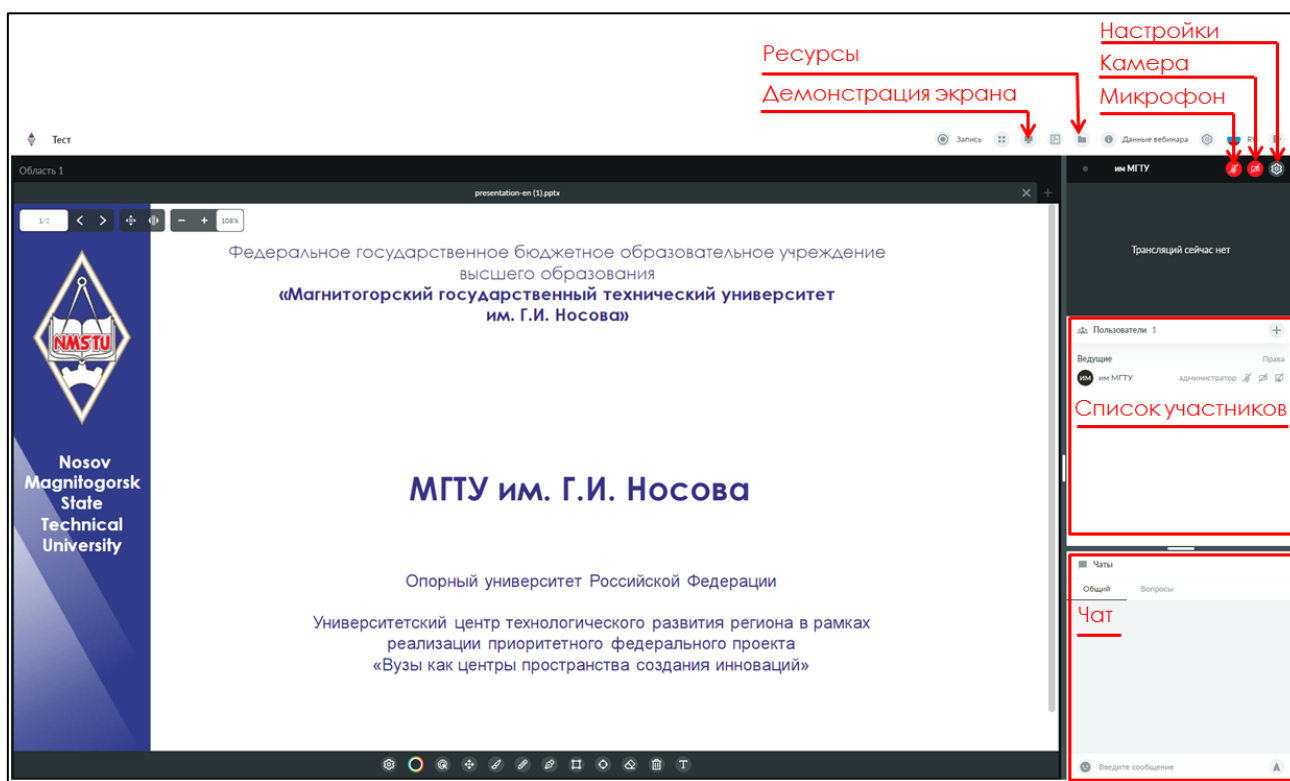 Настройки
Ресурсы
Камера
Демонстрация экрана
Микрофон
Тест
Запись
Данные вебинара
Область 1
им МГТУ
presentation-en (1).pptx
1/2
108%
Трансляций сейчас нет
Федеральное государственное бюджетное образовательное учреждение
высшего образования
«Магнитогорский государственный технический университет
им. Г.И. Носова»
NMSTU
Nosov
Magnitogorsk
State
Technical
University
МГТУ им. Г.И. Носова
Опорный университет Российской Федерации
Университетский центр технологического развития региона в рамках
реализации приоритетного федерального проекта
«Вузы как центры пространства создания инноваций»
Пользователи 1
Ведущие Права
ИМ им МГТУ администратор
Список участников
Чаты
Общий Вопросы
Чат
Введите сообщение